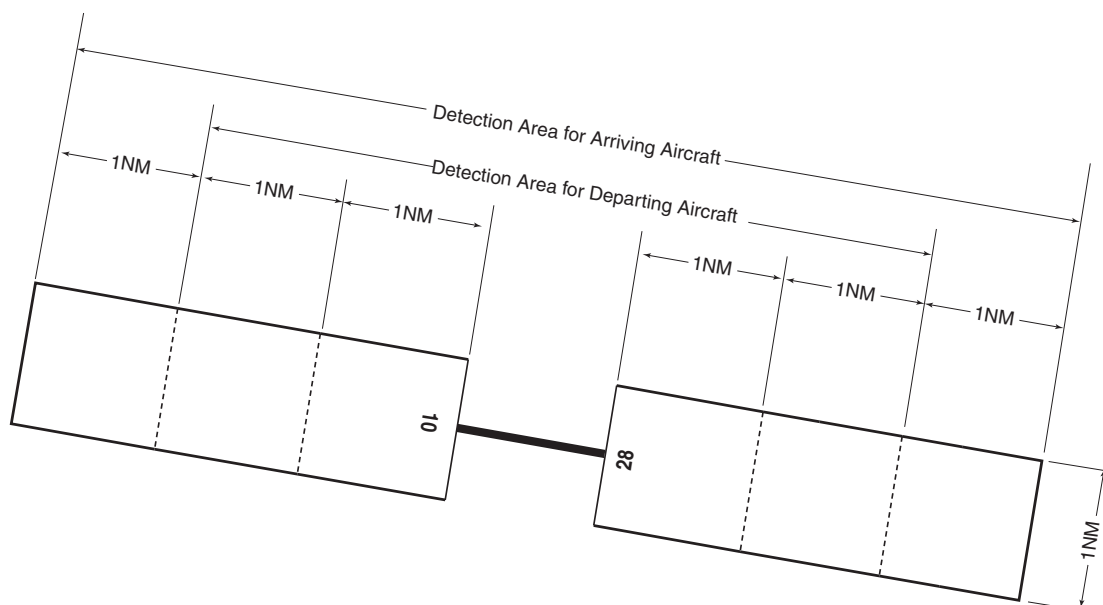 Detection Area for Arriving Aircraft
Detection Area for Departing Aircraft
1NM
1NM
1NM
1NM
1NM
1NM
10
28
1NM